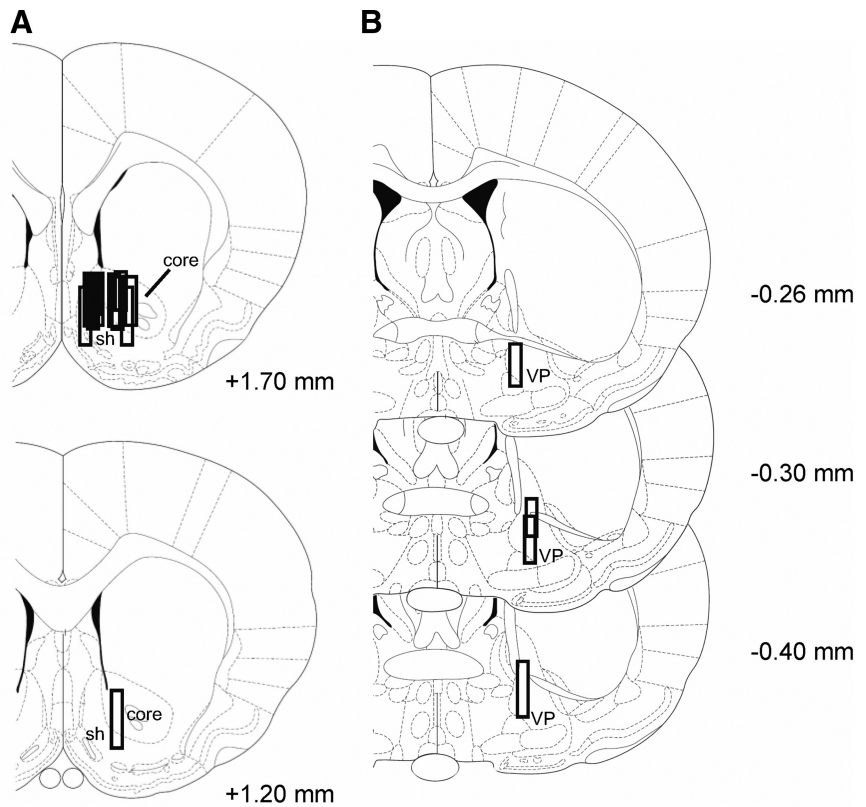 A
core
sh
+1.70 mm
core
sh
+1.20 mm
B
VP
-0.26 mm
VP
-0.30 mm
VP
-0.40 mm